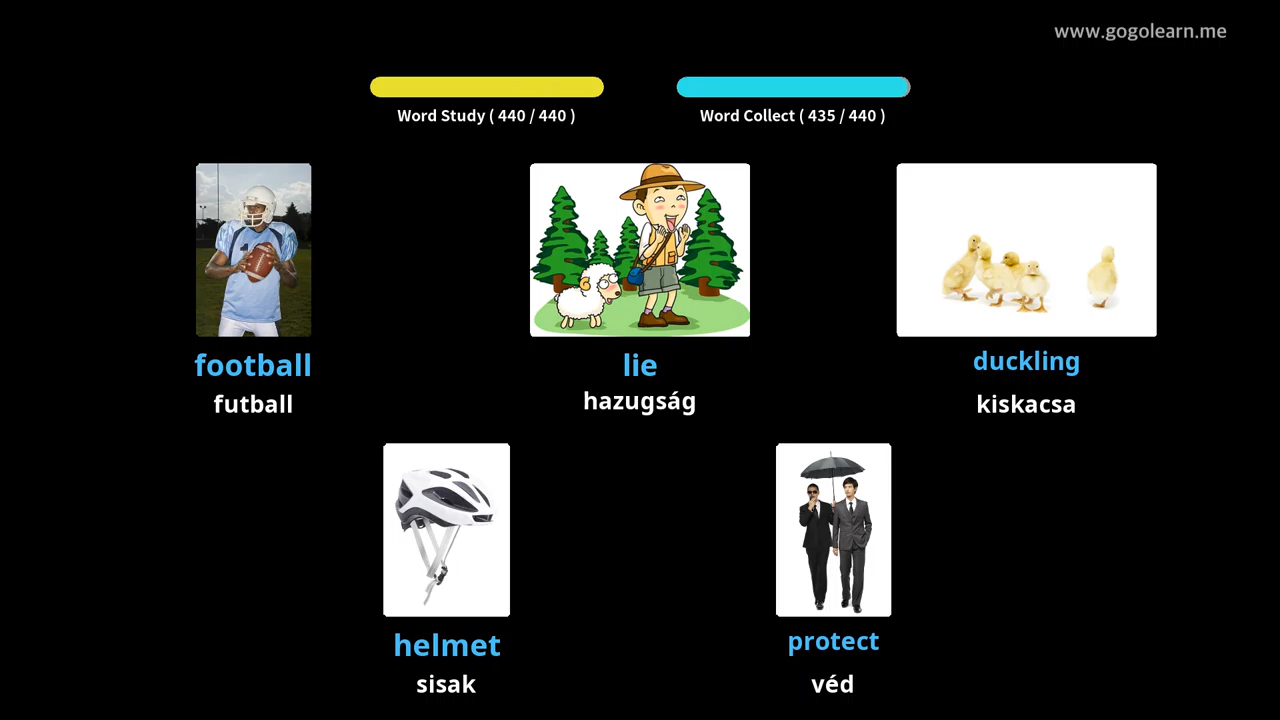 www.gogolearn.me
Word Study ( 440 / 440 )
Word Collect ( 435 / 440 )
football
futball
lie
hazugság
duckling
kiskacsa
helmet
sisak
protect
véd